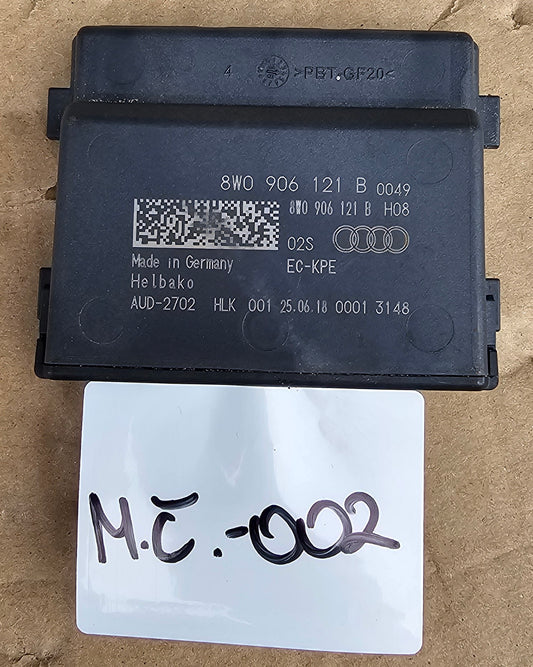 4 >PBT.GF20<
8W0 906 121 B 0049
8W0 906 121 B H08
02S
Made in Germany EC-KPE
Helbako
AUD-2702 HLK 001 25.06.18 0001 3148
M.Č.-002